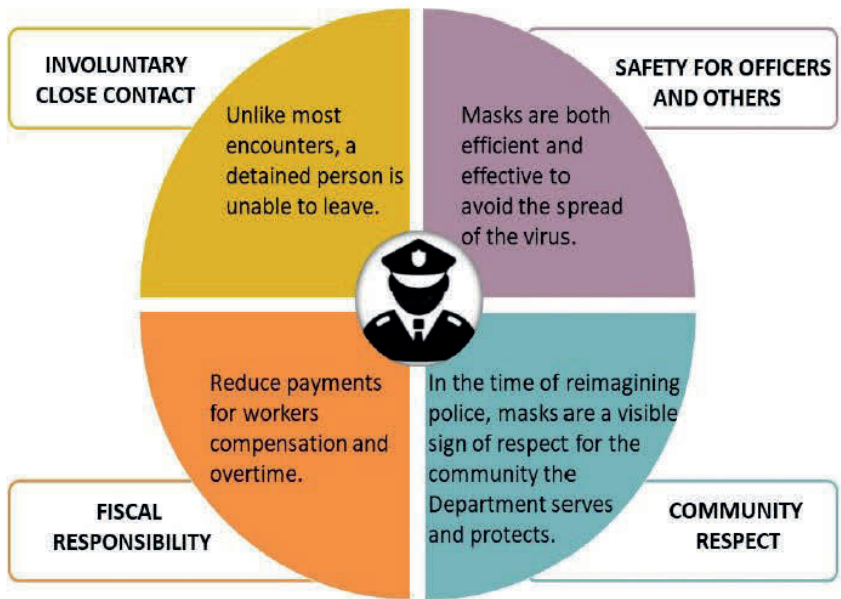 INVOLUNTARY
CLOSE CONTACT
Unlike most
encounters, a
detained person is
unable to leave.
SAFETY FOR OFFICERS
AND OTHERS
Masks are both
efficient and
effective to
avoid the spread
of the virus.
Reduce payments
for workers
compensation and
overtime.
FISCAL
RESPONSIBILITY
In the time of reimagining
police, masks are a visible
sign of respect for the
community the
Department serves
and protects.
COMMUNITY
RESPECT